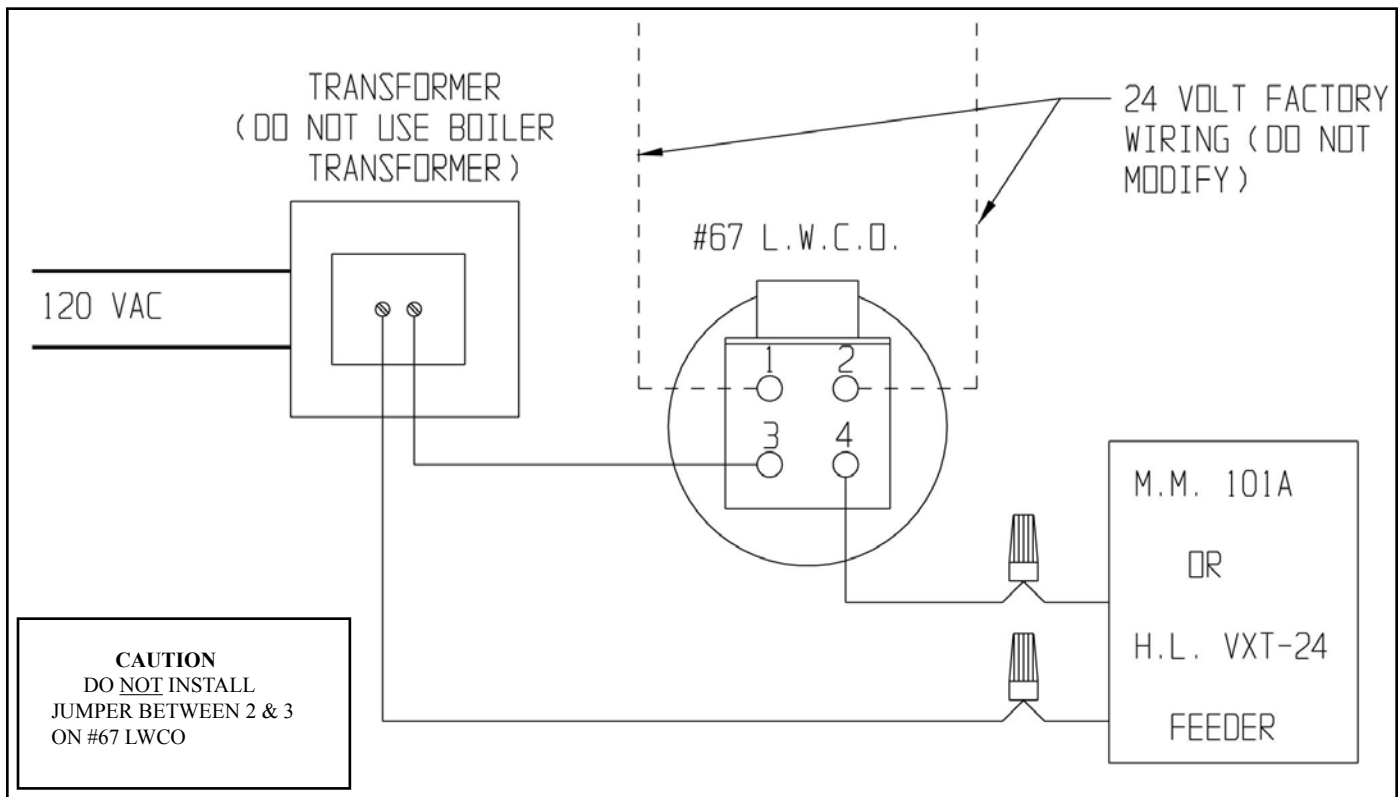 TRANSFORMER
(DO NOT USE BOILER
TRANSFORMER)
24 VOLT FACTORY
WIRING (DO NOT
MODIFY)
#67 L.W.C.O.
120 VAC
1 2
3 4
M.M. 101A
OR
H.L. VXT-24
FEEDER
CAUTION
DO NOT INSTALL
JUMPER BETWEEN 2 & 3
ON #67 LWCO